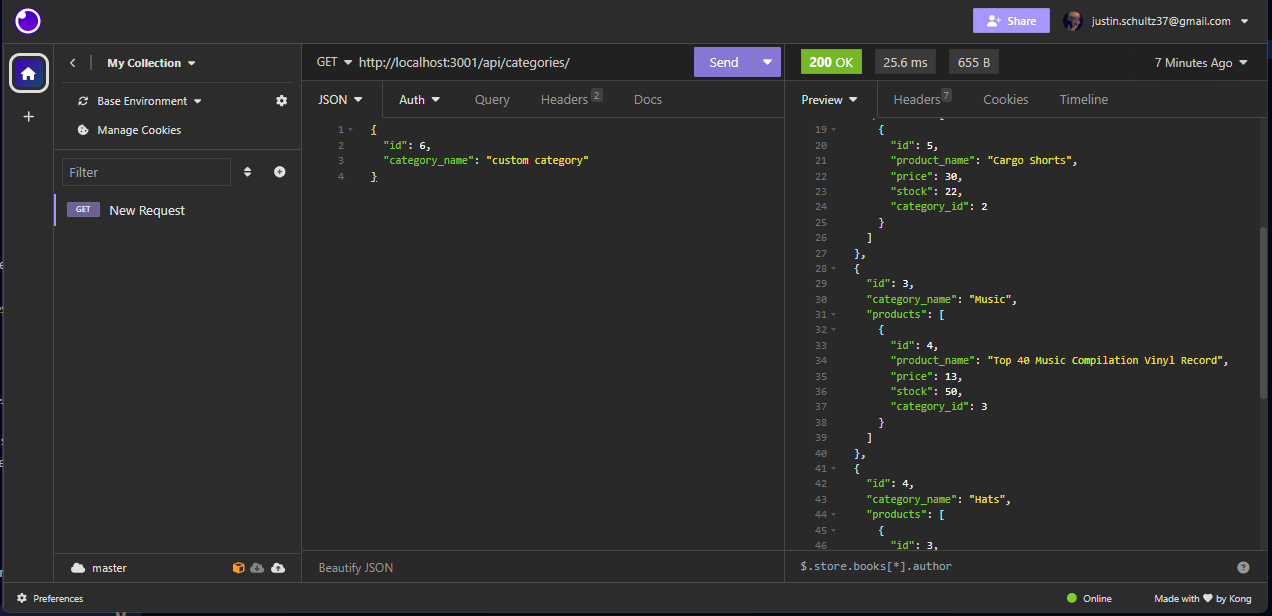 Share
justin.schultz37@gmail.com
My Collection
Base Environment
Manage Cookies
Filter
GET New Request
master
GET http://localhost:3001/api/categories/
Send
JSON Auth Query Headers 2 Docs
1 {
2 "id": 6,
3 "category_name": "custom category"
4 }
Beautify JSON
200 OK 25.6 ms 655 B 7 Minutes Ago
Preview Headers 7 Cookies Timeline
19 {
20 "id": 5,
21 "product_name": "Cargo Shorts",
22 "price": 30,
23 "stock": 22,
24 "category_id": 2
25 }
26 ]
27 },
28 {
29 "id": 3,
30 "category_name": "Music",
31 "products": [
32 {
33 "id": 4,
34 "product_name": "Top 40 Music Compilation Vinyl Record",
35 "price": 13,
36 "stock": 50,
37 "category_id": 3
38 }
39 ]
40 },
41 {
42 "id": 4,
43 "category_name": "Hats",
44 "products": [
45 {
46 "id": 3,
$.store.books[*].author
Preferences
Online
Made with ♥ by Kong